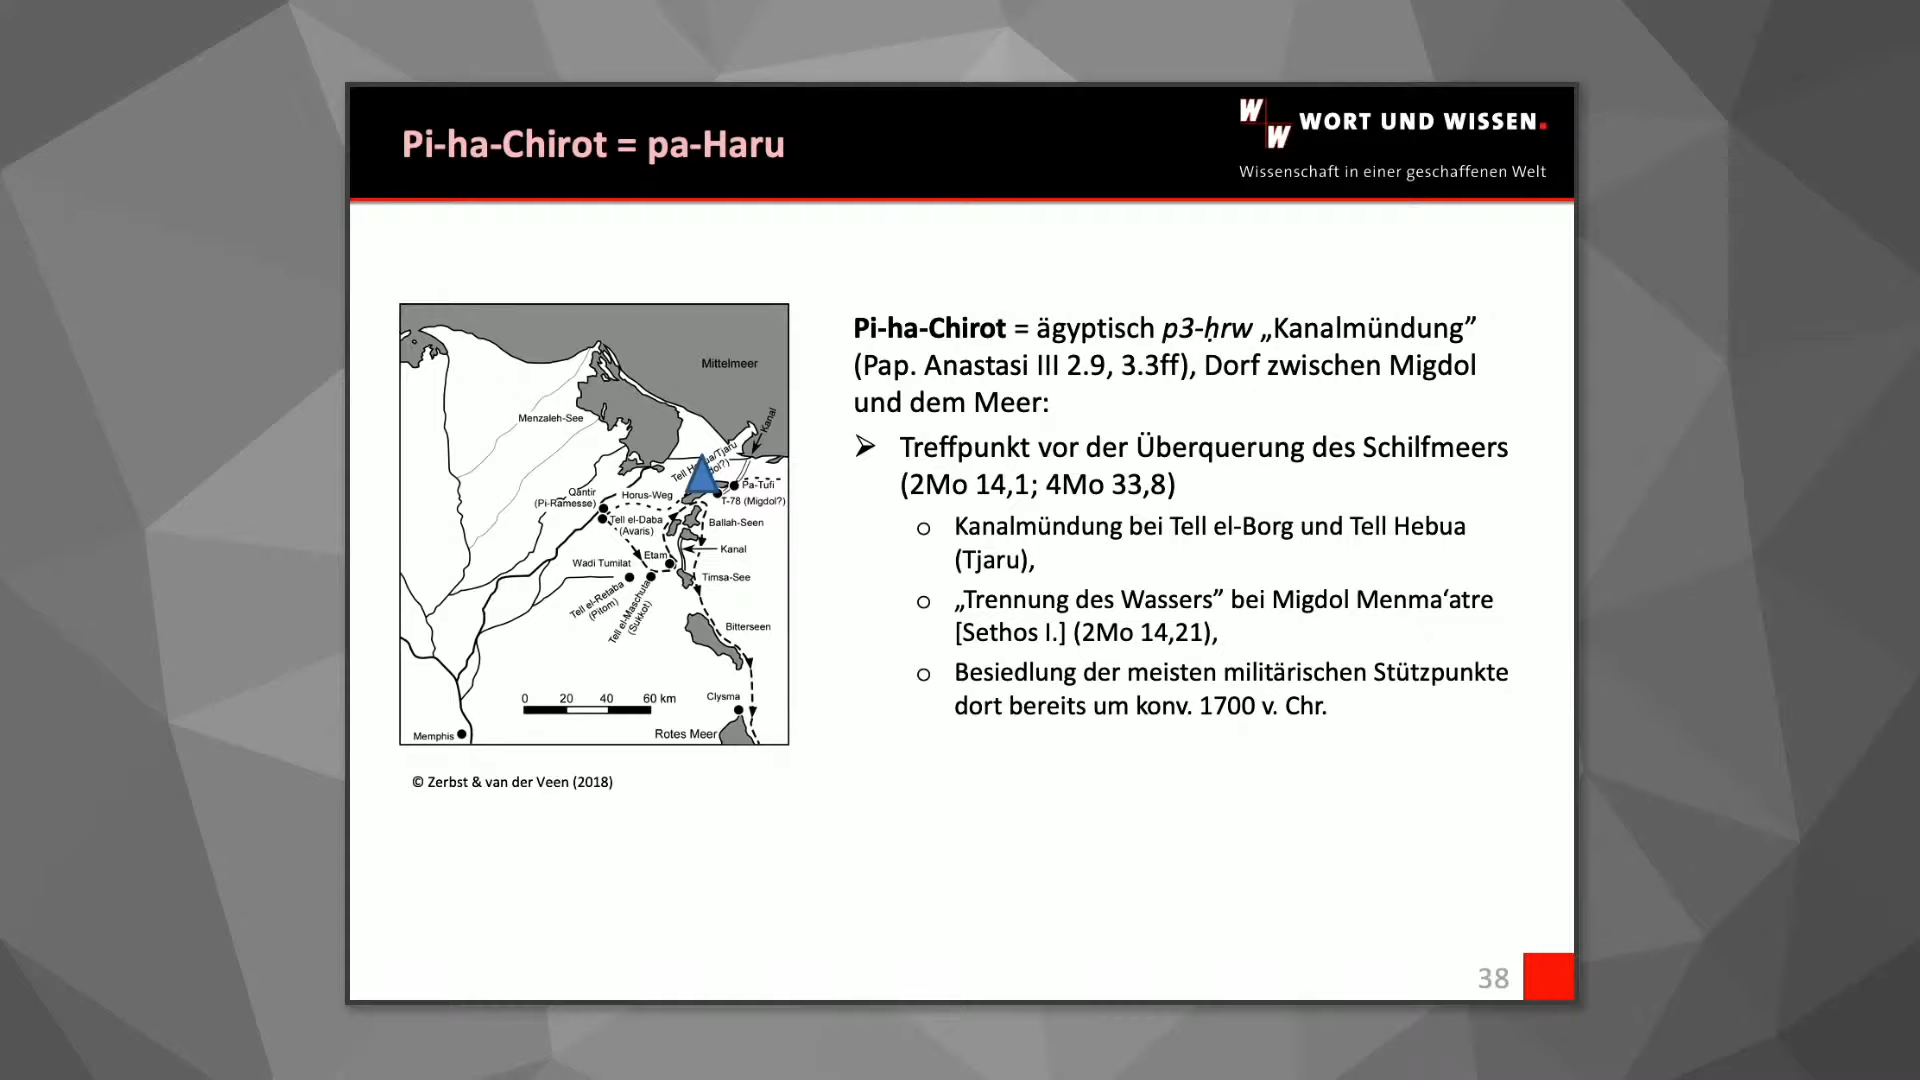 Pi-ha-Chirot = pa-Haru
W
W
WORT UND WISSEN.
Wissenschaft in einer geschaffenen Welt
Mittelmeer
Kanal
Menzaleh-See
Tell He
ua/Tjaru
dol?)
Pa-Tufi
Qantir
(Pi-Ramesse)
Horus-Weg
T-78 (Migdol?)
Tell el-Daba
(Avaris)
Ballah-Seen
Kanal
Etam
Wadi Tumilat
Timsa-See
Tell el-Retaba
(Pitom)
Tell el-Maschuta
(Sukkot)
Bitterseen
0 20 40 60 km
Clysma
Rotes Meer
Memphis
© Zerbst & van der Veen (2018)
Pi-ha-Chirot = ägyptisch p3-ḥrw „Kanalmündung”
(Pap. Anastasi III 2.9, 3.3ff), Dorf zwischen Migdol
und dem Meer:
Treffpunkt vor der Überquerung des Schilfmeers
(2Mo 14,1; 4Mo 33,8)
Kanalmündung bei Tell el-Borg und Tell Hebua
(Tjaru),
„Trennung des Wassers” bei Migdol Menma‘atre
[Sethos I.] (2Mo 14,21),
Besiedlung der meisten militärischen Stützpunkte
dort bereits um konv. 1700 v. Chr.
38